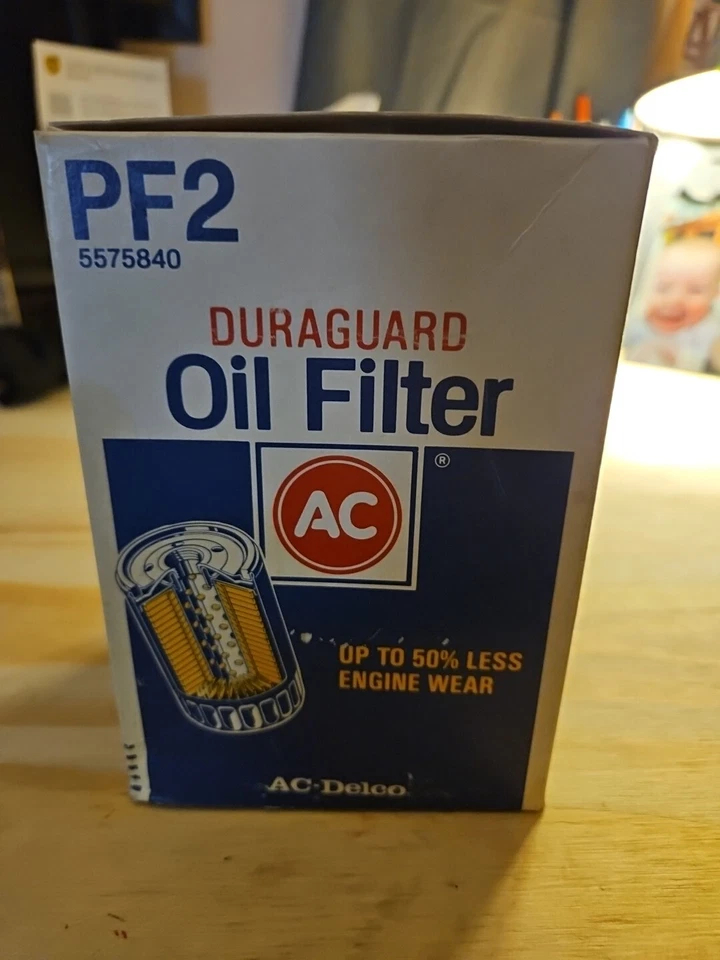 PF2
5575840
DURAGUARD
Oil Filter
AC
®
UP TO 50% LESS
ENGINE WEAR
AC-Delco